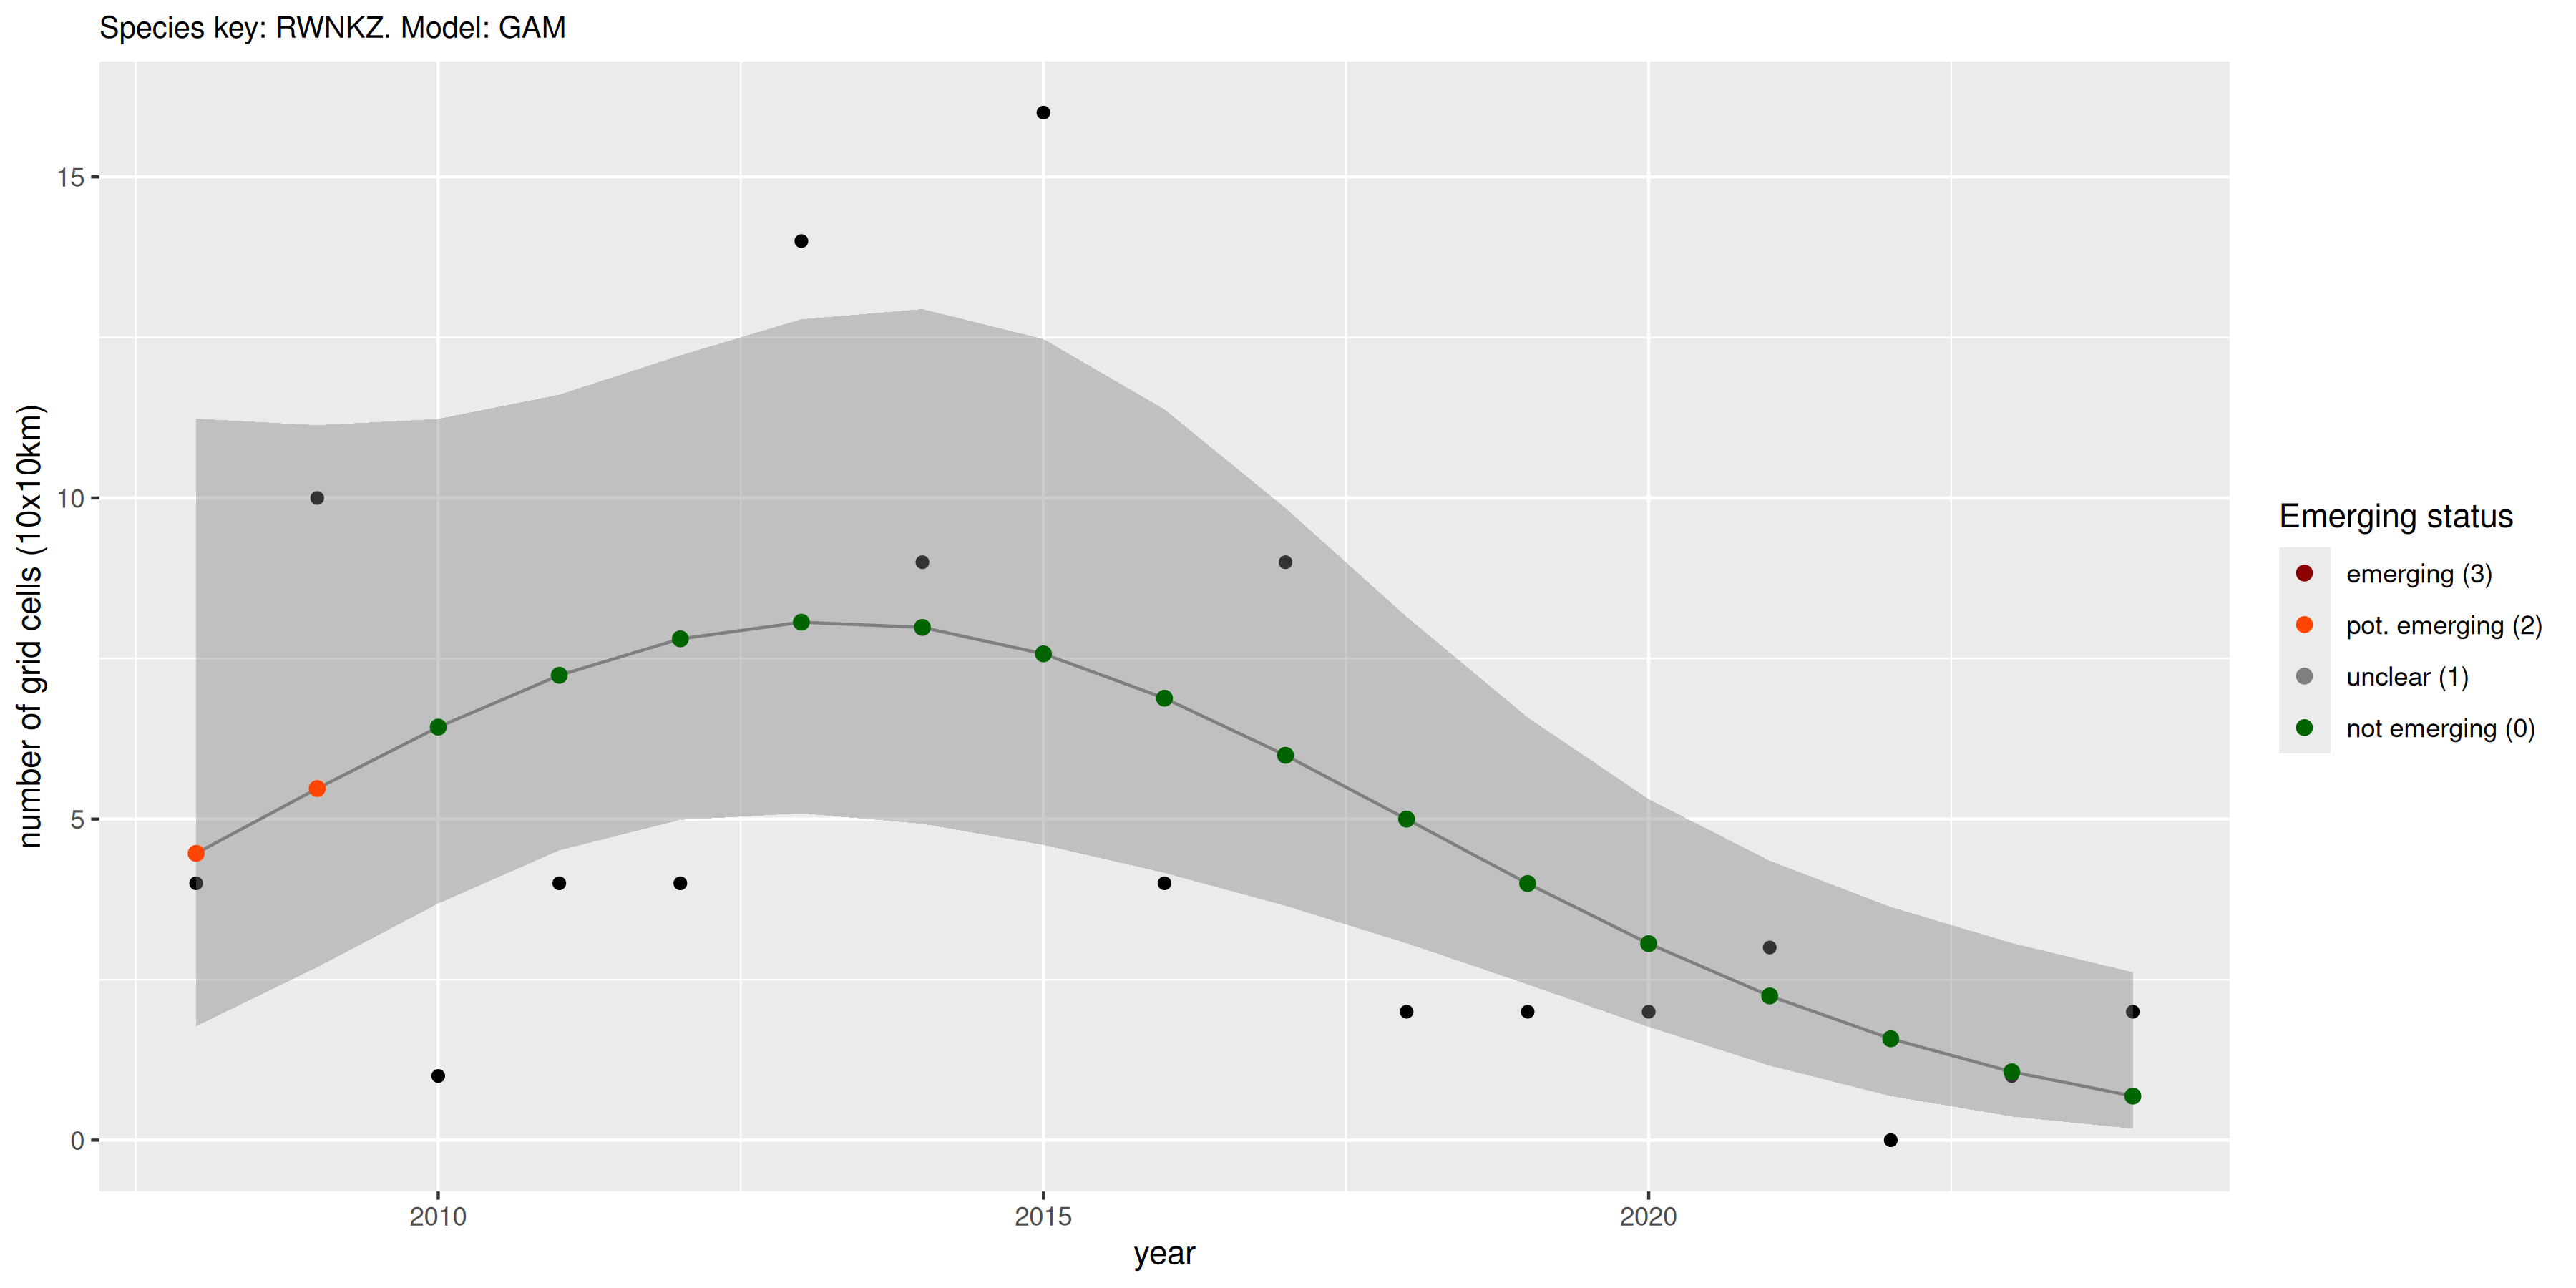 Species key: RWNKZ. Model: GAM
number of grid cells (10x10km)
15
10
5
0
2010
2015
2020
year
Emerging status
emerging (3)
pot. emerging (2)
unclear (1)
not emerging (0)